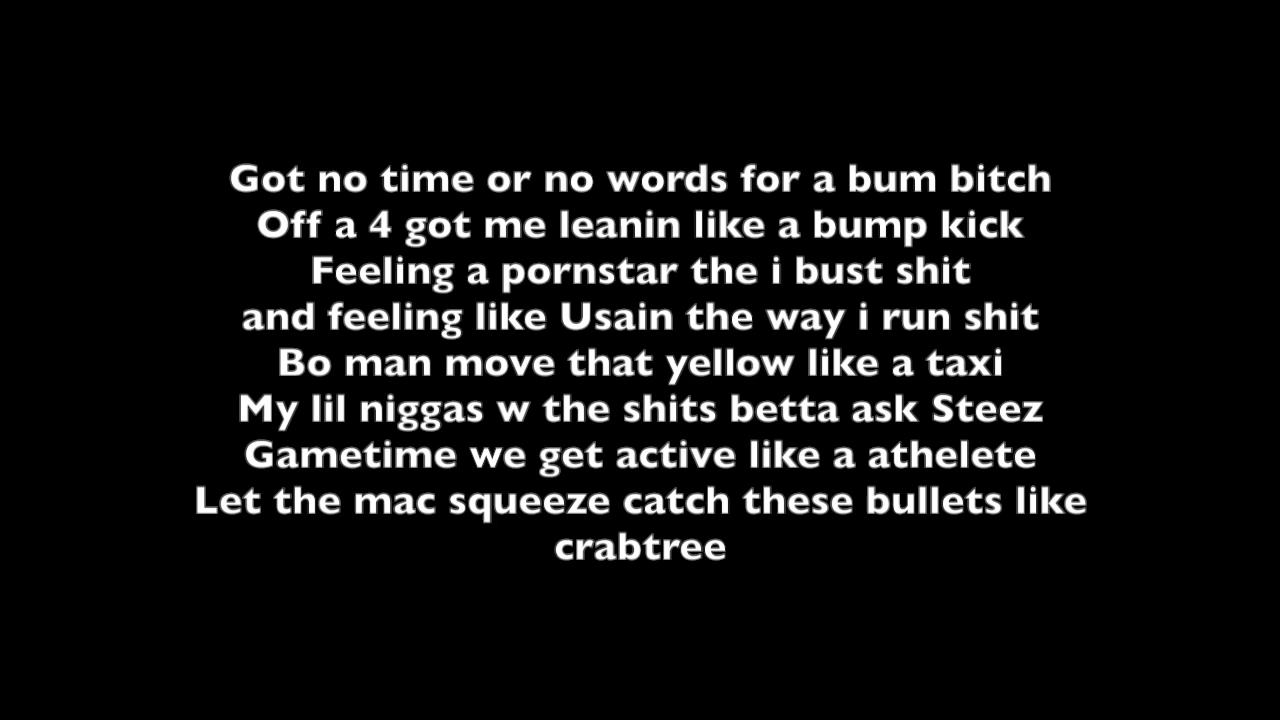 Got no time or no words for a bum bitch
Off a 4 got me leanin like a bump kick
Feeling a pornstar the i bust shit
and feeling like Usain the way i run shit
Bo man move that yellow like a taxi
My lil niggas w the shits betta ask Steez
Gametime we get active like a athelete
Let the mac squeeze catch these bullets like
crabtree